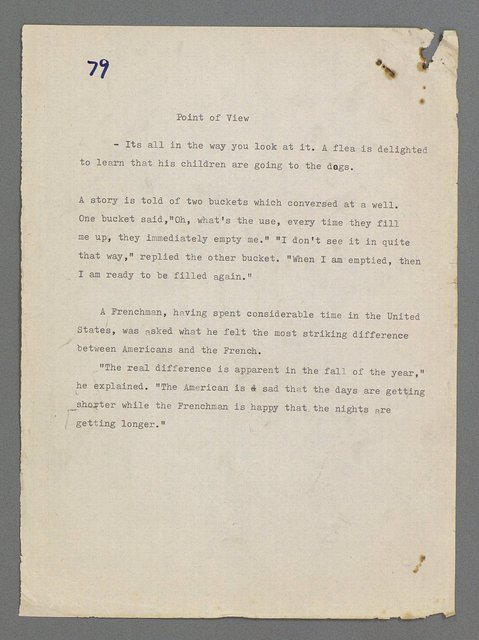 79
Point of View
- Its all in the way you look at it. A flea is delighted
to learn that his children are going to the dogs.
A story is told of two buckets which conversed at a well.
One bucket said,"Oh, what's the use, every time they fill
me up, they immediately empty me." "I don't see it in quite
that way," replied the other bucket. "When I am emptied, then
I am ready to be filled again."
A Frenchman, having spent considerable time in the United
States, was asked what he felt the most striking difference
between Americans and the French.
"The real difference is apparent in the fall of the year,"
he explained. "The American is sad that the days are getting
shorter while the Frenchman is happy that the nights are
getting longer."